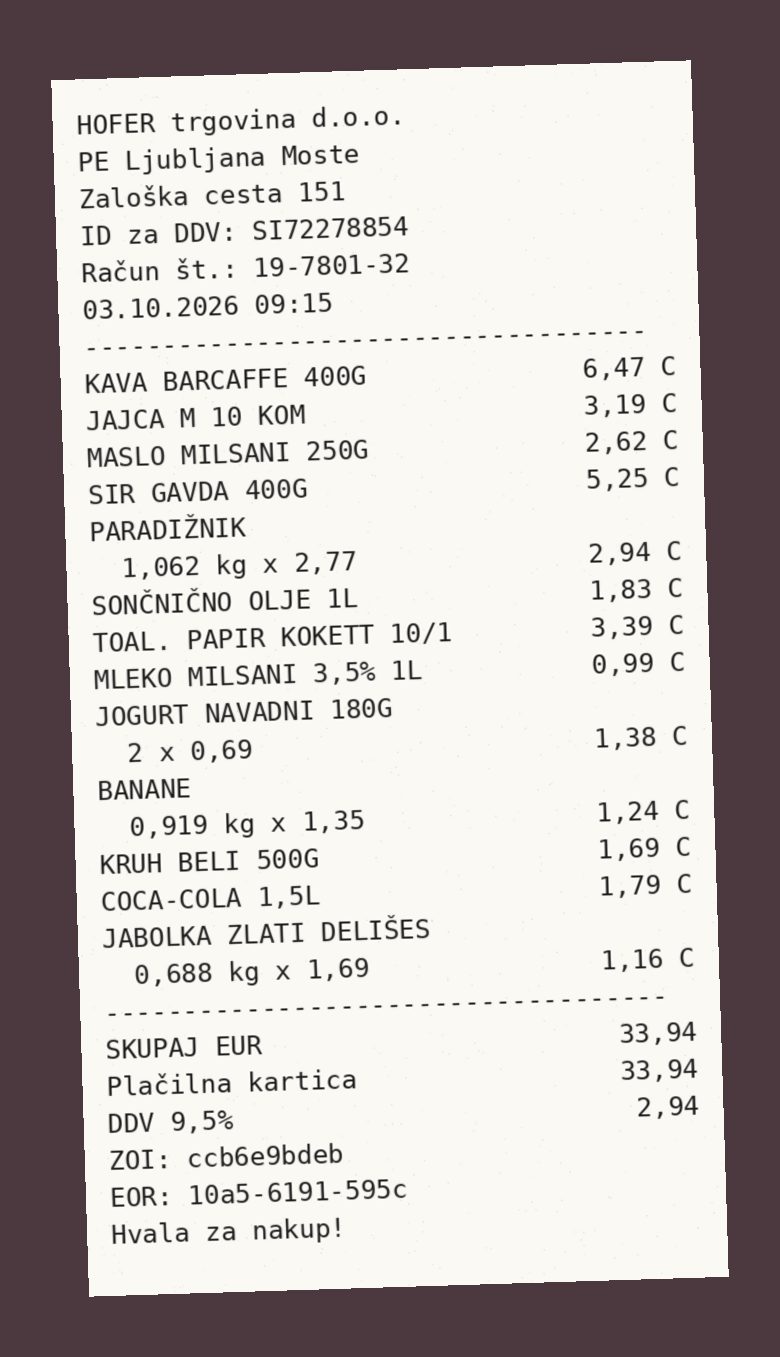 HOFER trgovina d.o.o.
PE Ljubljana Moste
Zaloška cesta 151
ID za DDV: SI72278854
Račun št.: 19-7801-32
03.10.2026 09:15
------------------------------------
KAVA BARCAFFE 400G 6,47 C
JAJCA M 10 KOM 3,19 C
MASLO MILSANI 250G 2,62 C
SIR GAVDA 400G 5,25 C
PARADIŽNIK
1,062 kg x 2,77 2,94 C
SONČNIČNO OLJE 1L 1,83 C
TOAL. PAPIR KOKETT 10/1 3,39 C
MLEKO MILSANI 3,5% 1L 0,99 C
JOGURT NAVADNI 180G
2 x 0,69 1,38 C
BANANE
0,919 kg x 1,35 1,24 C
KRUH BELI 500G 1,69 C
COCA-COLA 1,5L 1,79 C
JABOLKA ZLATI DELIŠES
0,688 kg x 1,69 1,16 C
------------------------------------
SKUPAJ EUR 33,94
Plačilna kartica 33,94
DDV 9,5% 2,94
ZOI: ccb6e9bdeb
EOR: 10a5-6191-595c
Hvala za nakup!